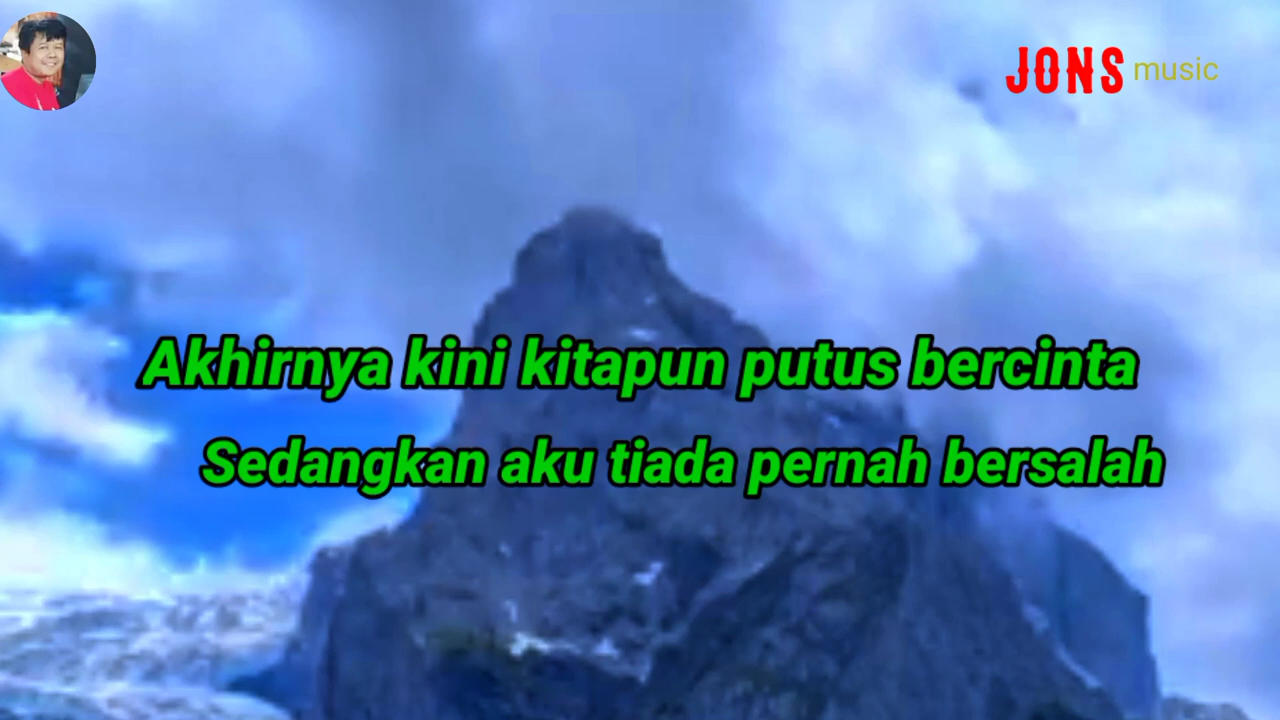 JONS music
Akhirnya kini kitapun putus bercinta
Sedangkan aku tiada pernah bersalah